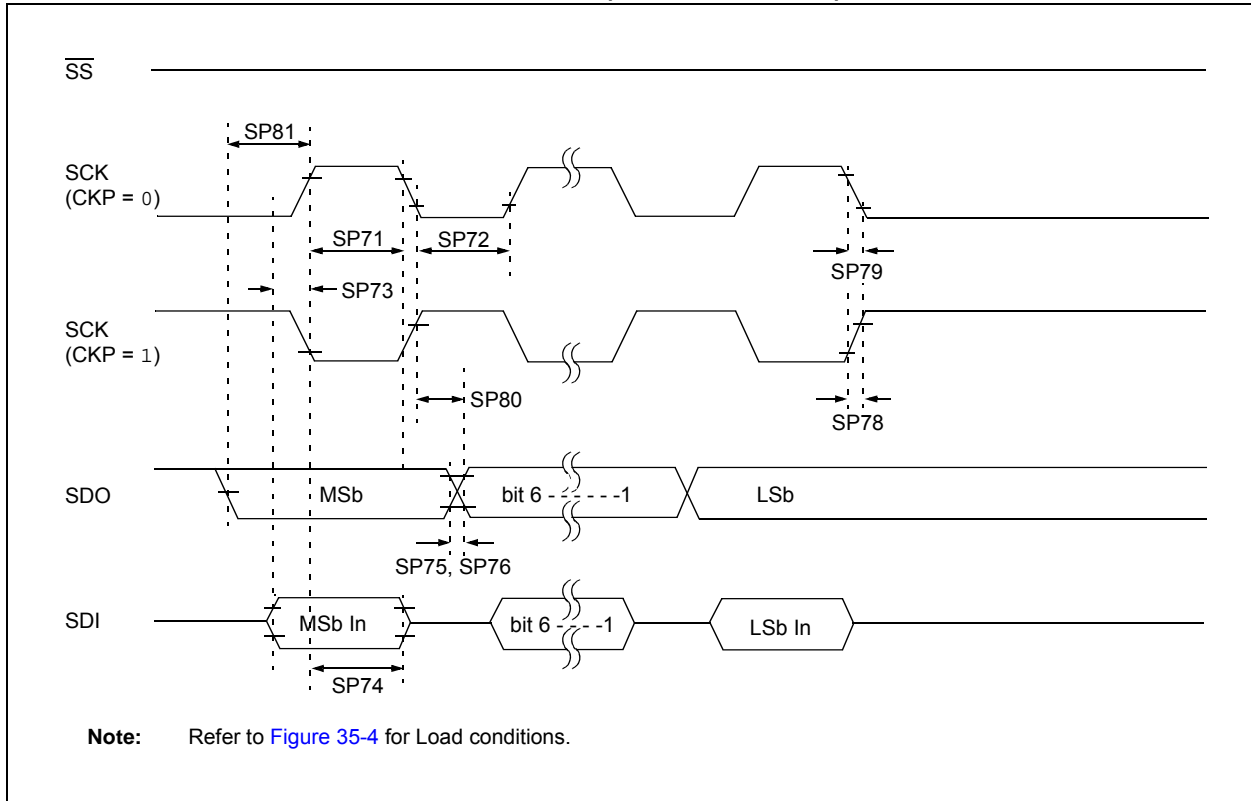 SS
SP81
SCK
(CKP = 0)
SP71
SP72
SP79
SP73
SCK
(CKP = 1)
SP80
SP78
SDO
MSb
bit 6 - - - - - -1
LSb
SP75, SP76
SDI
MSb In
bit 6 - - - -1
LSb In
SP74
Note: Refer to Figure 35-4 for Load conditions.